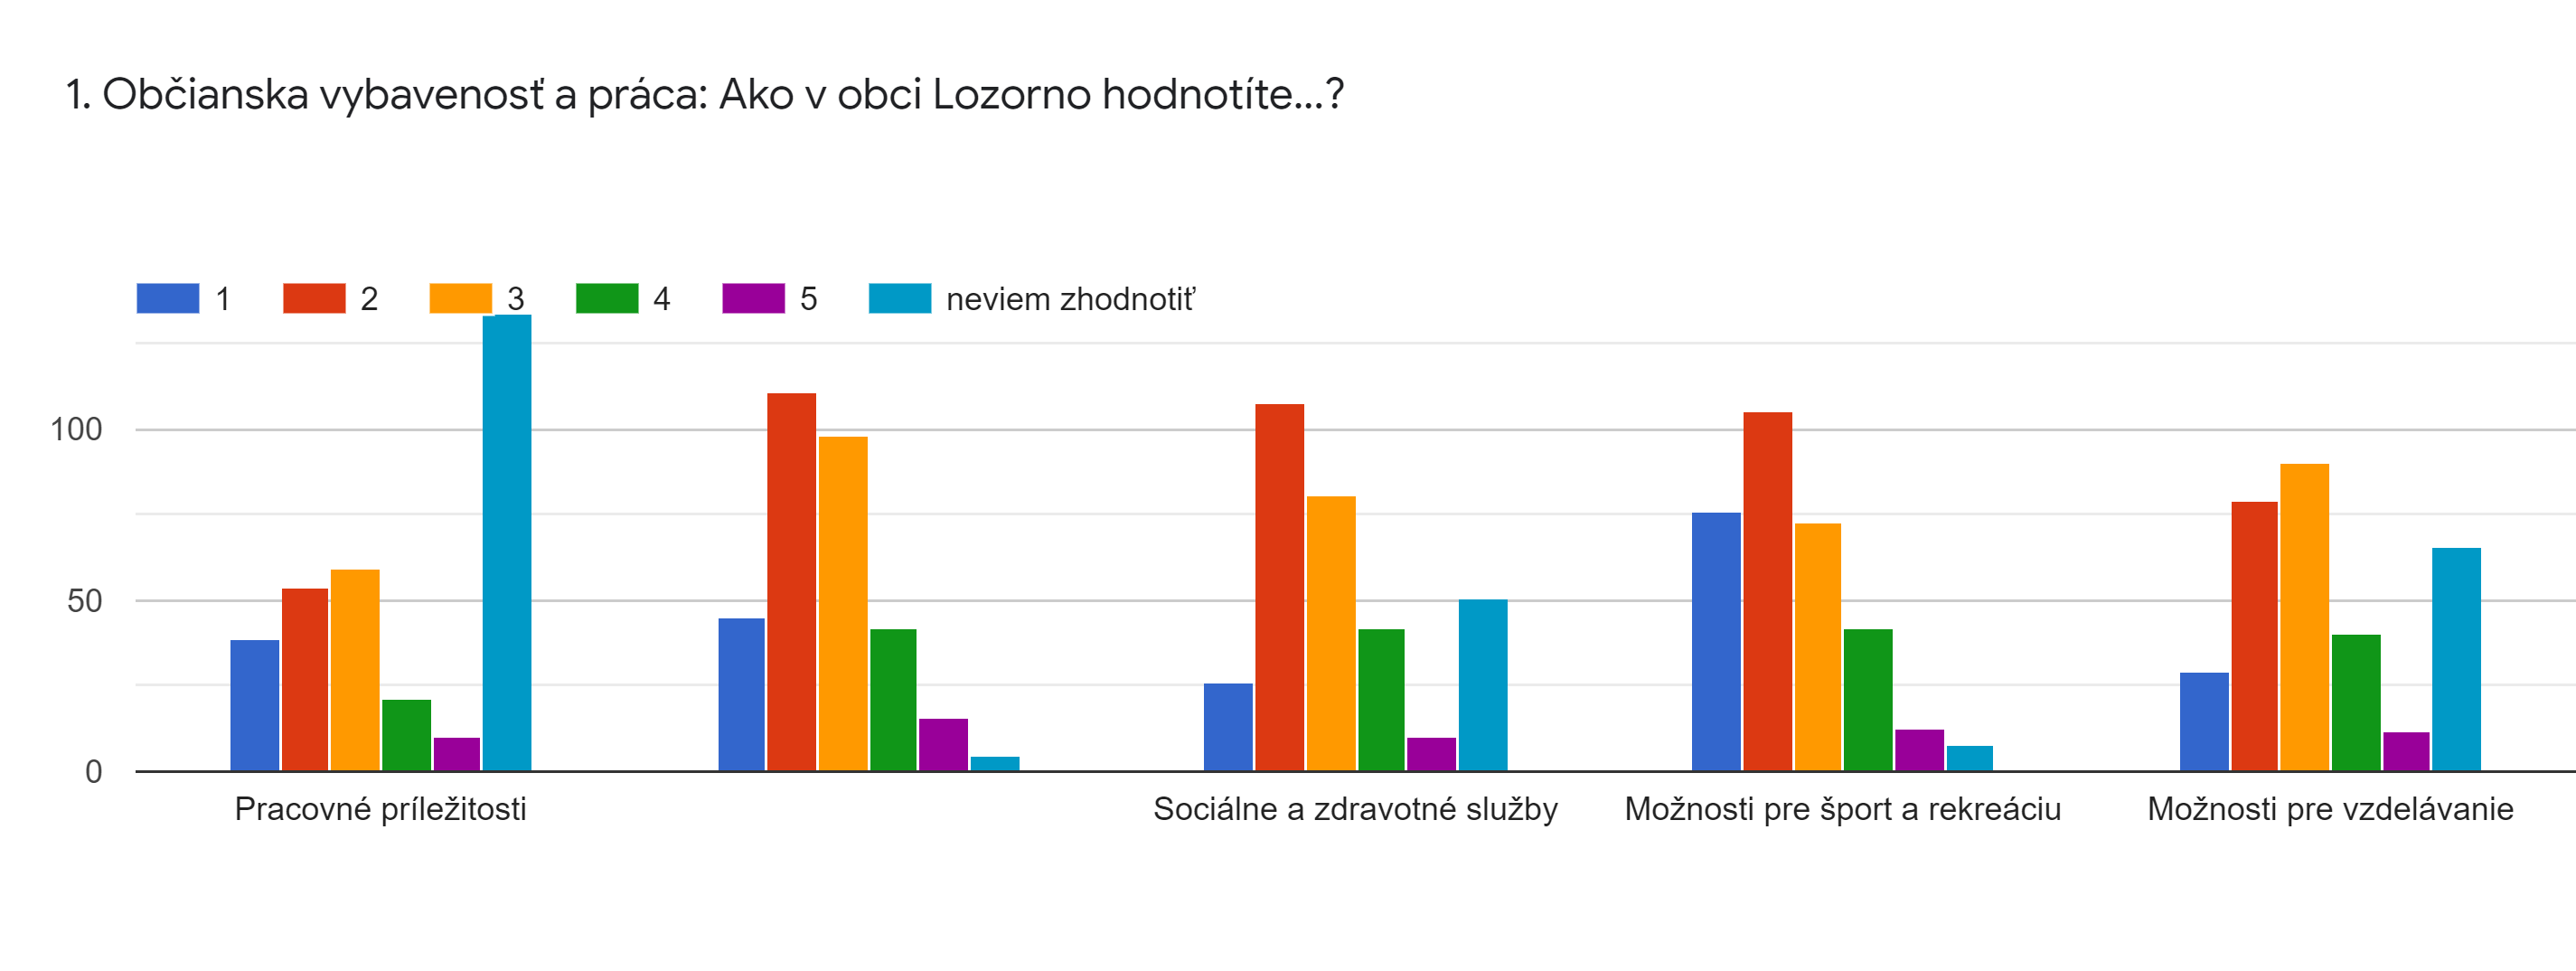 1. Občianska vybavenosť a práca: Ako v obci Lozorno hodnotíte...?
1 2 3 4 5 neviem zhodnotiť
100
50
0
Pracovné príležitosti Sociálne a zdravotné služby Možnosti pre šport a rekreáciu Možnosti pre vzdelávanie